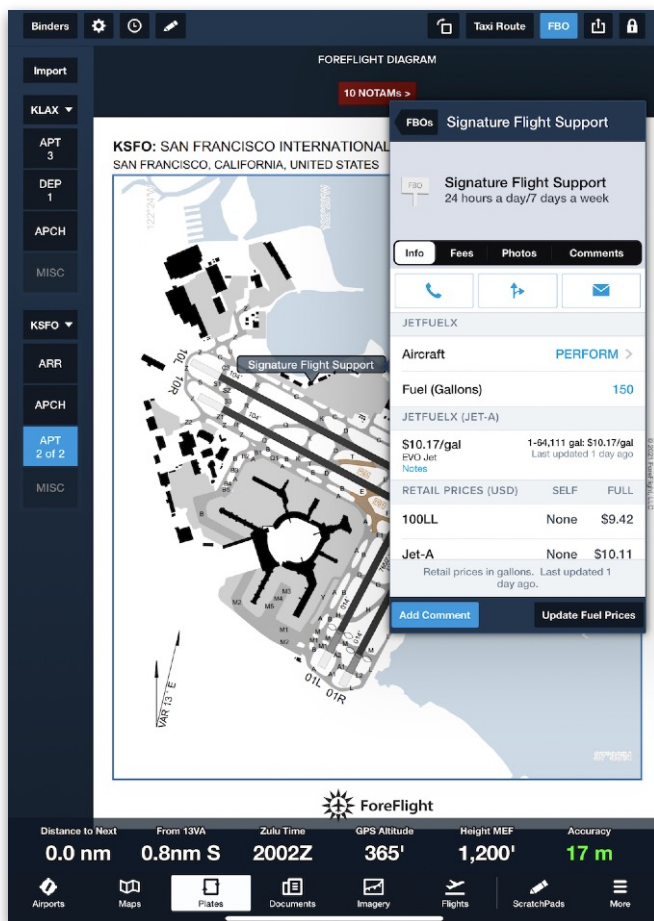 Binders
Taxi Route
FBO
FOREFLIGHT DIAGRAM
10 NOTAMs >
Import
KLAX ▼
APT
3
DEP
1
APCH
MISC
KSFO ▼
ARR
APCH
APT
2 of 2
MISC
KSFO: SAN FRANCISCO INTERNATIONAL
SAN FRANCISCO, CALIFORNIA, UNITED STATES
10L
10R
Signature Flight Support
01L 01R
VAR 13° E
FBOs
Signature Flight Support
FBO
Signature Flight Support
24 hours a day/7 days a week
Info Fees Photos Comments
JETFUELX
Aircraft PERFORM >
Fuel (Gallons) 150
JETFUELX (JET-A)
$10.17/gal 1-64,111 gal: $10.17/gal
EVO Jet Last updated 1 day ago
Notes
RETAIL PRICES (USD) SELF FULL
100LL None $9.42
Jet-A None $10.11
Retail prices in gallons. Last updated 1
day ago.
Add Comment Update Fuel Prices
© 2021 ForeFlight, LLC
ForeFlight
Distance to Next From 13VA Zulu Time GPS Altitude Height MEF Accuracy
0.0 nm 0.8nm S 2002Z 365' 1,200' 17 m
Airports Maps Plates Documents Imagery Flights ScratchPads More